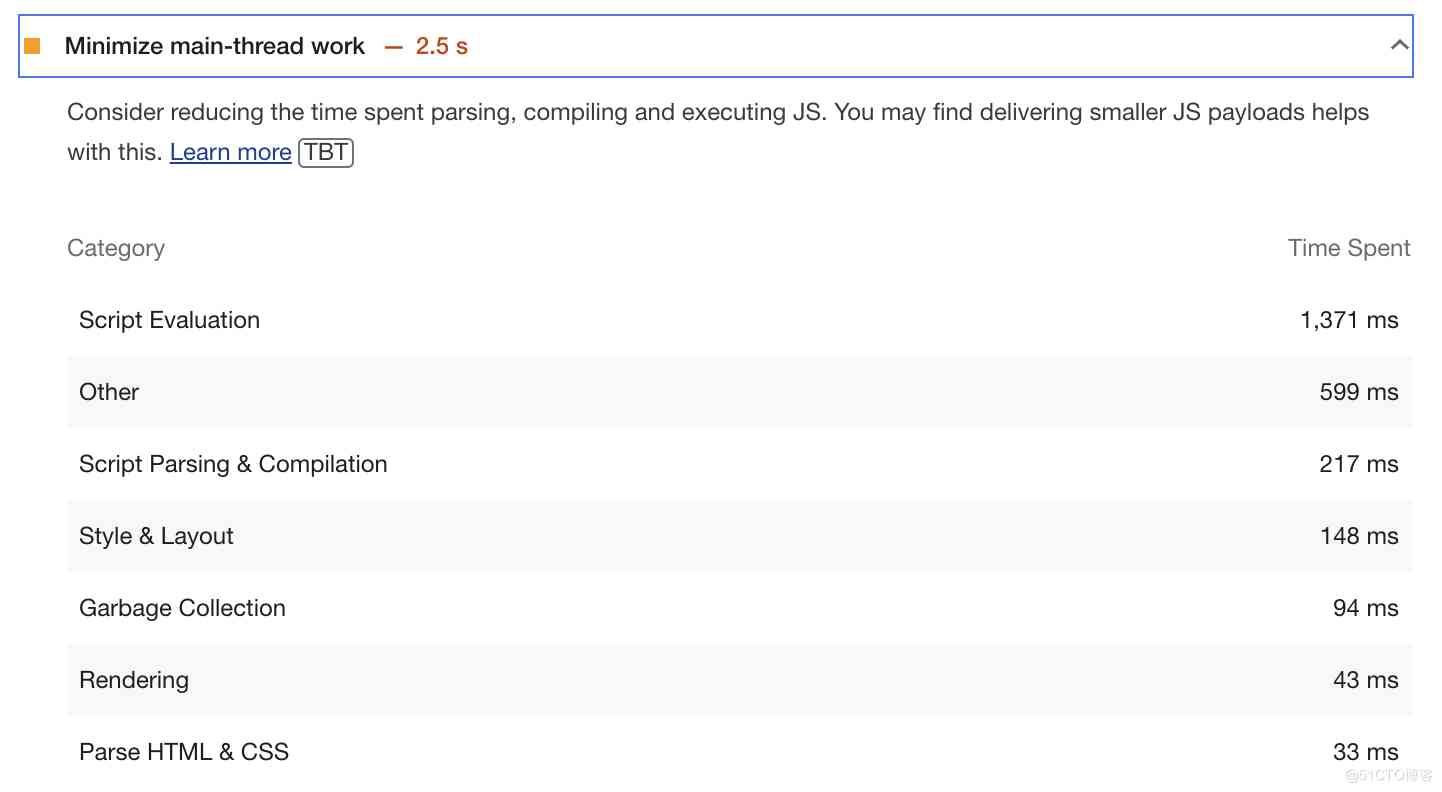 Minimize main-thread work — 2.5 s
Consider reducing the time spent parsing, compiling and executing JS. You may find delivering smaller JS payloads helps
with this. Learn more TBT
Category Time Spent
Script Evaluation 1,371 ms
Other 599 ms
Script Parsing & Compilation 217 ms
Style & Layout 148 ms
Garbage Collection 94 ms
Rendering 43 ms
Parse HTML & CSS 33 ms
@51CTO博客